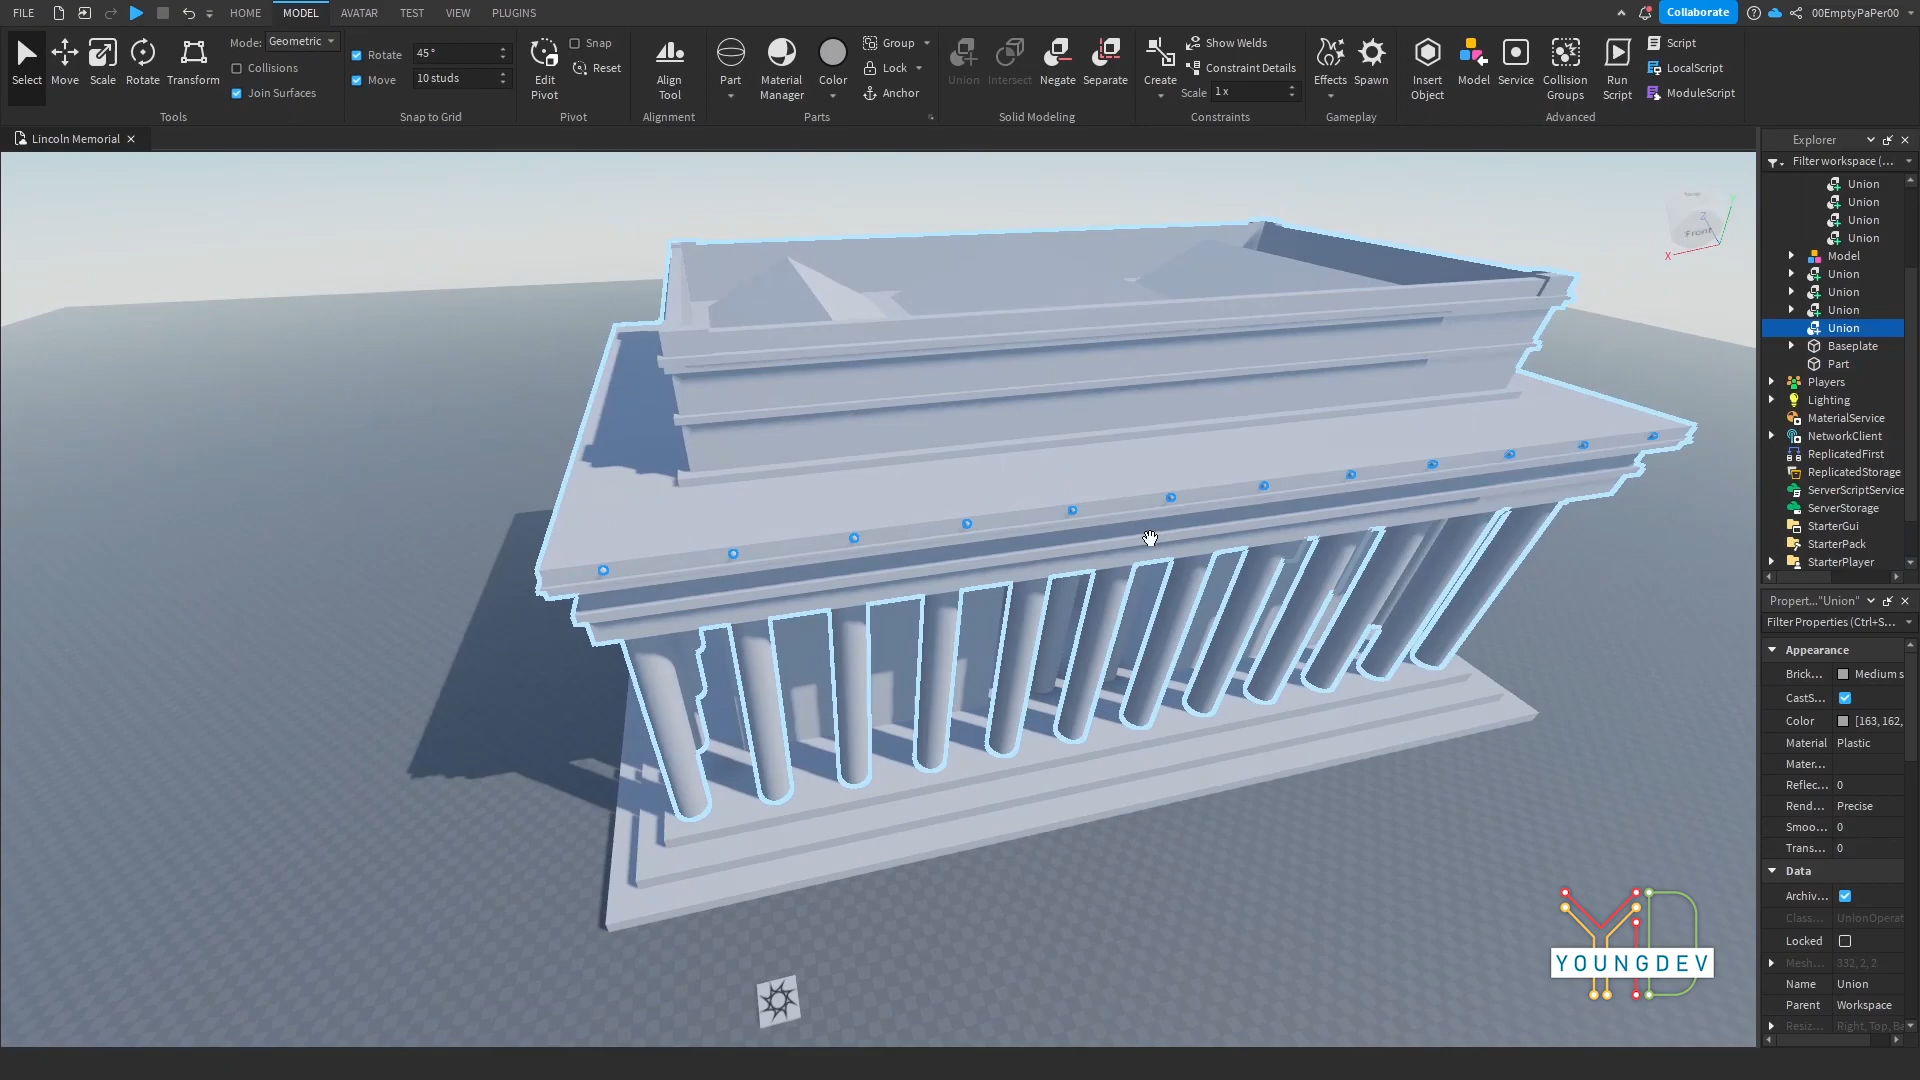 FILE HOME MODEL AVATAR TEST VIEW PLUGINS Collaborate 00EmptyPaPer00
Select Move Scale Rotate Transform
Mode: Geometric
Collisions
Join Surfaces
Tools
Rotate 45°
Move 10 studs
Snap to Grid
Edit Pivot
Snap
Reset
Pivot
Align Tool
Alignment
Part
Material Manager
Color
Group
Lock
Anchor
Parts
Union Intersect Negate Separate
Solid Modeling
Create
Show Welds
Constraint Details
Scale 1 x
Constraints
Effects Spawn
Gameplay
Insert Object
Model
Service
Collision Groups
Run Script
Script
LocalScript
ModuleScript
Advanced
Lincoln Memorial
Front
X
Y
Z
Explorer
Filter workspace (...
Union
Union
Union
Union
Model
Union
Union
Union
Union
Baseplate
Part
Players
Lighting
MaterialService
NetworkClient
ReplicatedFirst
ReplicatedStorage
ServerScriptService
ServerStorage
StarterGui
StarterPack
StarterPlayer
Propert..."Union"
Filter Properties (Ctrl+S...
Appearance
Brick... Medium s
CastS...
Color [163, 162,
Material Plastic
Mater...
Reflec... 0
Rend... Precise
Smoo... 0
Trans... 0
Data
Archiv...
Class... UnionOperat
Locked
Mesh... 332, 2, 2
Name Union
Parent Workspace
Resiz... Right, Top, Ba
YOUNGDEV